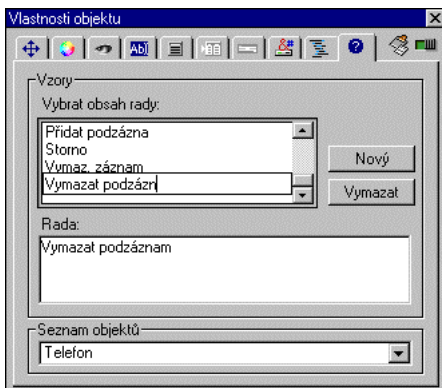 Vlastnosti objektu
Ab
&#
?
Vzory
Vybrat obsah rady:
Přidat podzázna
Storno
Vymaz. záznam
Vymazat podzázn
Nový
Vymazat
Rada:
Vymazat podzáznam
Seznam objektů
Telefon